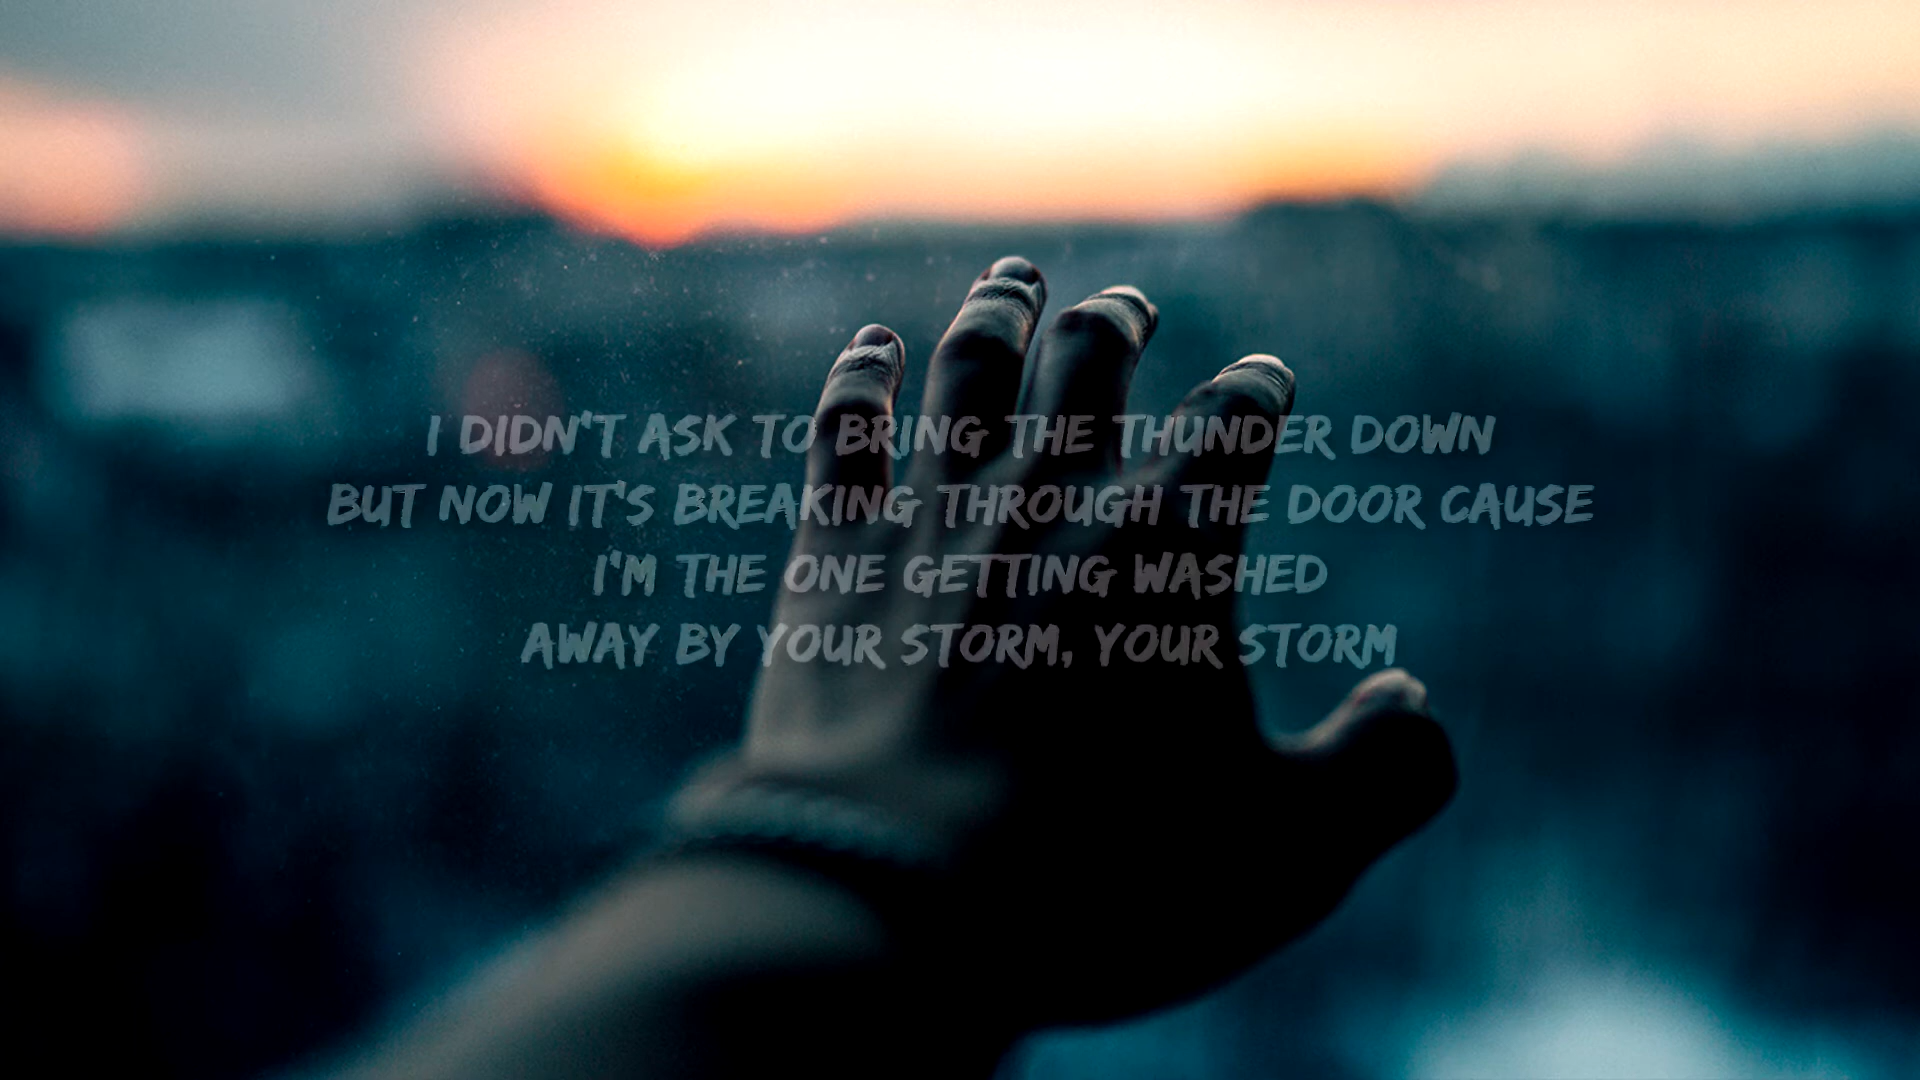 I DIDN'T ASK TO BRING THE THUNDER DOWN
BUT NOW IT'S BREAKING THROUGH THE DOOR CAUSE
I'M THE ONE GETTING WASHED
AWAY BY YOUR STORM, YOUR STORM